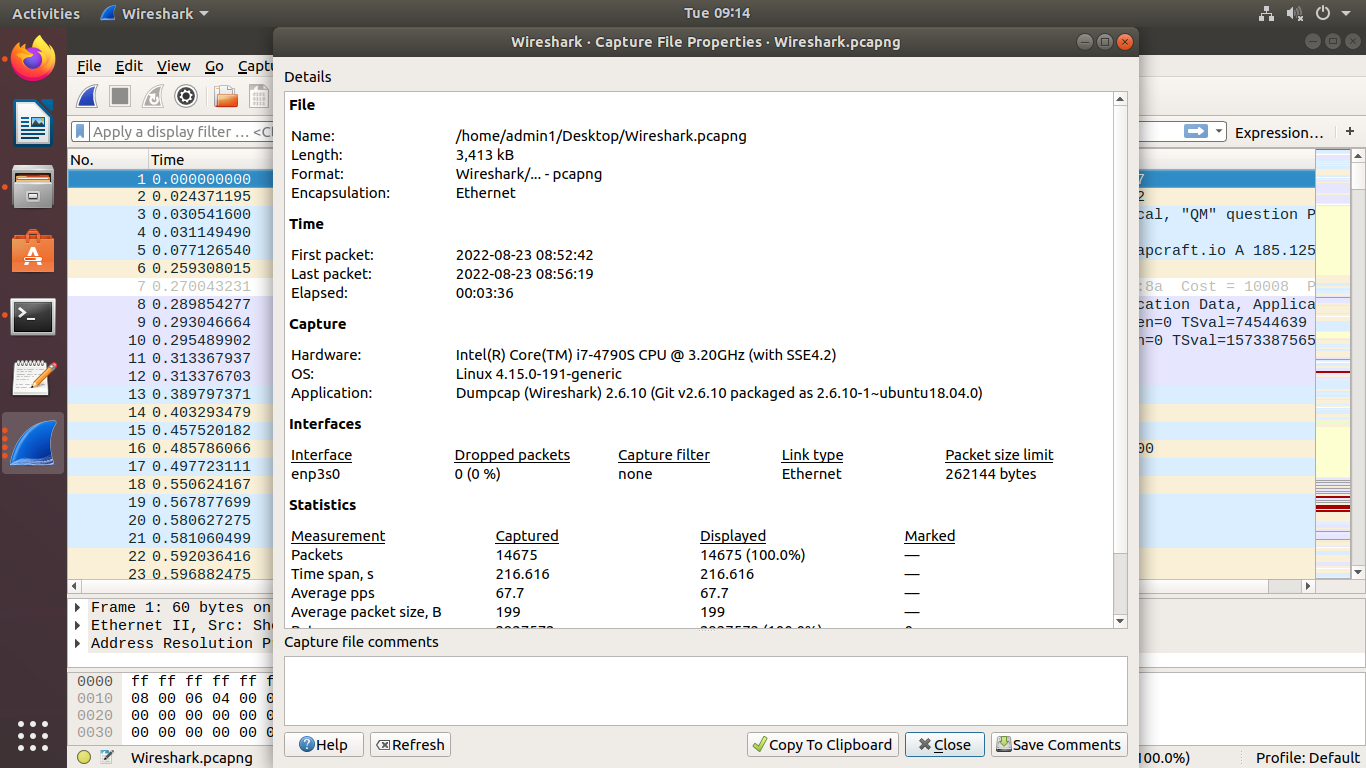 Activities Wireshark Tue 09:14
Wireshark · Capture File Properties · Wireshark.pcapng
File Edit View Go
Details
File
Name: /home/admin1/Desktop/Wireshark.pcapng
Length: 3,413 kB
Format: Wireshark/... - pcapng
Encapsulation: Ethernet
Time
First packet: 2022-08-23 08:52:42
Last packet: 2022-08-23 08:56:19
Elapsed: 00:03:36
Capture
Hardware: Intel(R) Core(TM) i7-4790S CPU @ 3.20GHz (with SSE4.2)
OS: Linux 4.15.0-191-generic
Application: Dumpcap (Wireshark) 2.6.10 (Git v2.6.10 packaged as 2.6.10-1~ubuntu18.04.0)
Interfaces
Interface Dropped packets Capture filter Link type Packet size limit
enp3s0 0 (0 %) none Ethernet 262144 bytes
Statistics
Measurement Captured Displayed Marked
Packets 14675 14675 (100.0%) —
Time span, s 216.616 216.616 —
Average pps 67.7 67.7 —
Average packet size, B 199 199 —
Capture file comments
Help Refresh Copy To Clipboard Close Save Comments
Apply a display filter … <C
Expression… +
No. Time
1 0.000000000 7
2 0.024371195 2
3 0.030541600 cal, "QM" question P
4 0.031149490
5 0.077126540 apcraft.io A 185.125
6 0.259308015
7 0.270043231 :8a Cost = 10008 P
8 0.289854277 cation Data, Applica
9 0.293046664 en=0 TSval=74544639
10 0.295489902 n=0 TSval=1573387565
11 0.313367937
12 0.313376703
13 0.389797371
14 0.403293479
15 0.457520182
16 0.485786066 00
17 0.497723111
18 0.550624167
19 0.567877699
20 0.580627275
21 0.581060499
22 0.592036416
23 0.596882475
Frame 1: 60 bytes on
Ethernet II, Src: She
Address Resolution P
0000 ff ff ff ff ff f
0010 08 00 06 04 00 0
0020 00 00 00 00 00 0
0030 00 00 00 00 00 0
Wireshark.pcapng 100.0%) Profile: Default